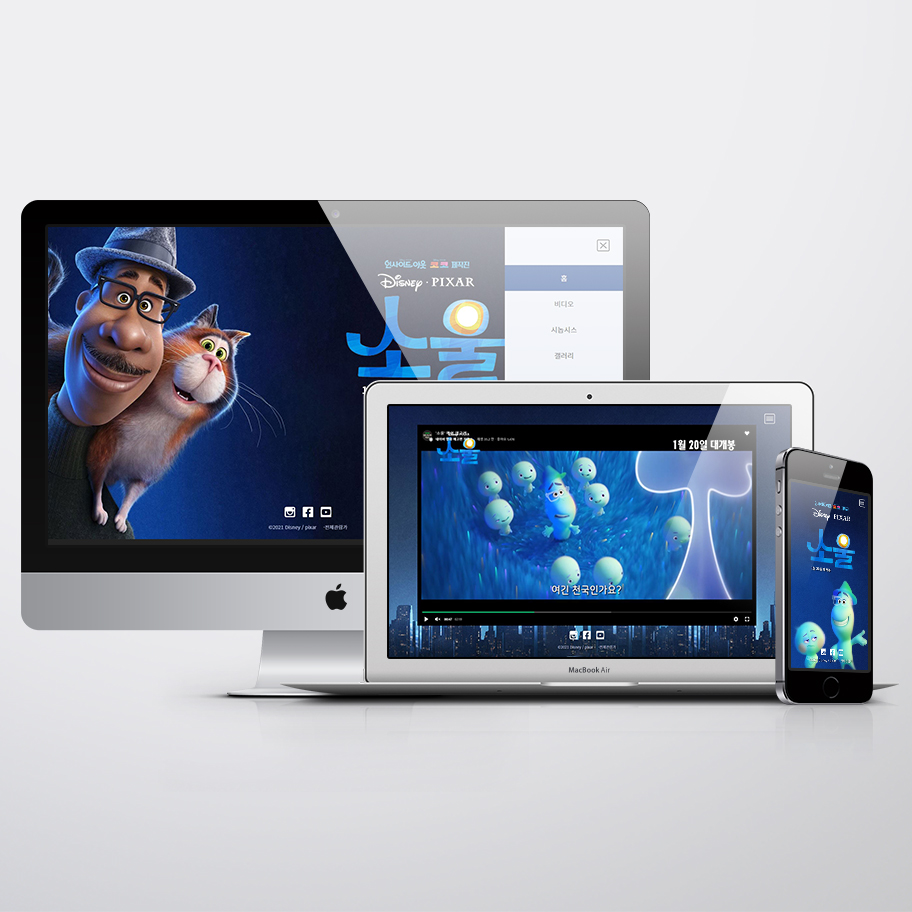 인사이드 아웃 코코 제작진
Disney · PIXAR
소울
홈
비디오
시놉시스
갤러리
©2021 Disney / pixar -전체관람가
소울
1월 20일 대개봉
여긴 천국인가요?
©2021 Disney / pixar -전체관람가
MacBook Air
Disney · PIXAR
소울